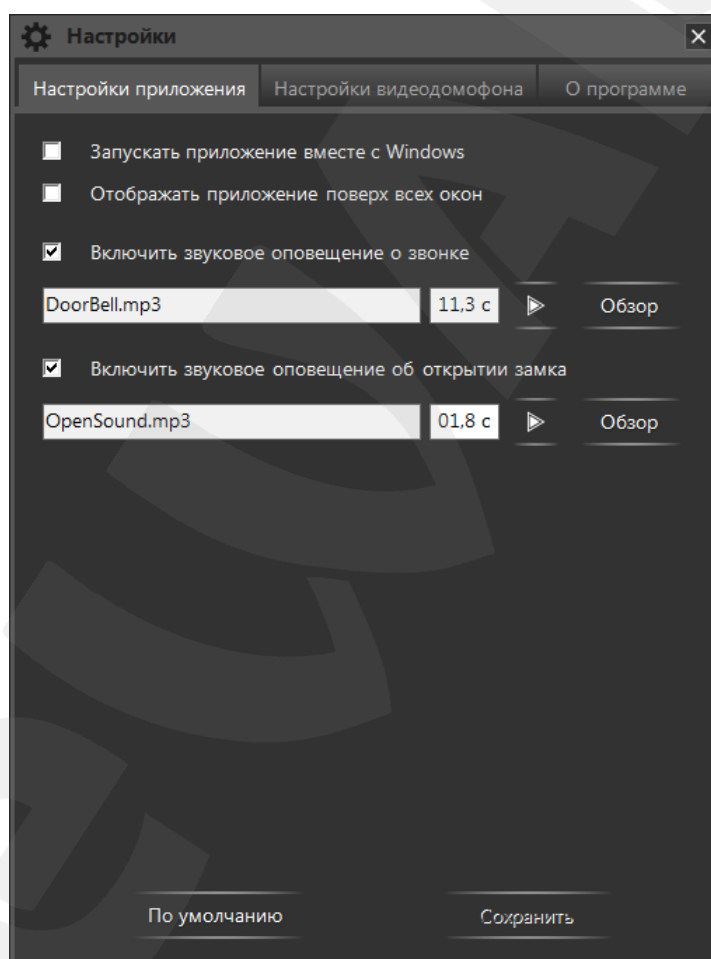 Настройки
Настройки приложения Настройки видеодомофона О программе
Запускать приложение вместе с Windows
Отображать приложение поверх всех окон
Включить звуковое оповещение о звонке
DoorBell.mp3 11,3 с Обзор
Включить звуковое оповещение об открытии замка
OpenSound.mp3 01,8 с Обзор
По умолчанию Сохранить